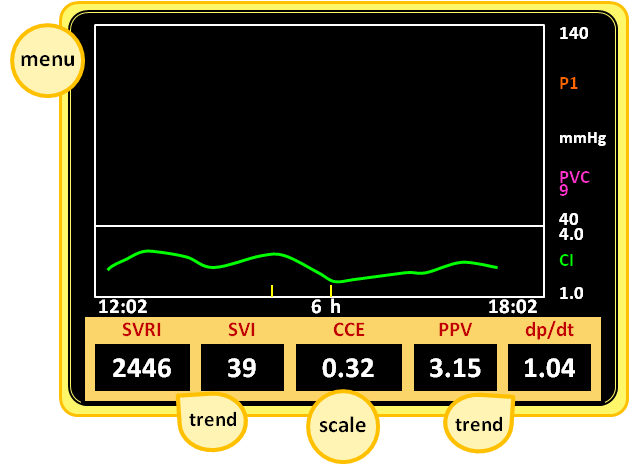 menu
140
P1
mmHg
PVC
9
40
4.0
CI
1.0
12:02 6 h 18:02
SVRI SVI CCE PPV dp/dt
2446 39 0.32 3.15 1.04
trend scale trend